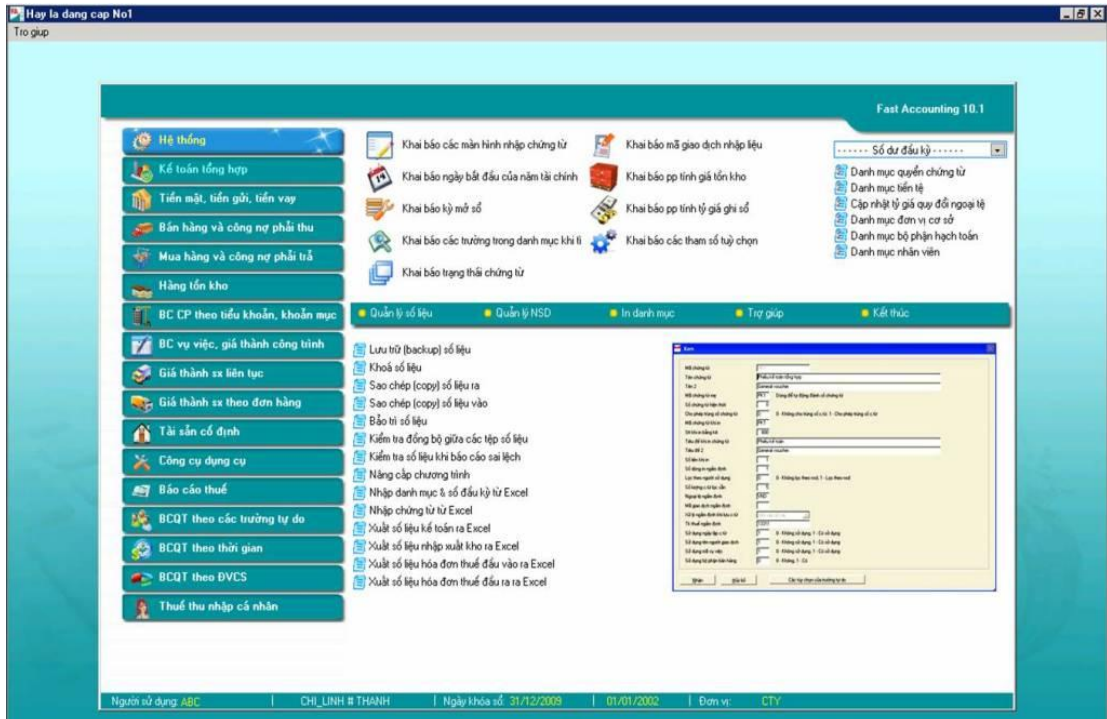 Hay la dang cap No1
Tro giup
Fast Accounting 10.1
Hệ thống
Kế toán tổng hợp
Tiền mặt, tiền gửi, tiền vay
Bán hàng và công nợ phải thu
Mua hàng và công nợ phải trả
Hàng tồn kho
BC CP theo tiểu khoản, khoản mục
BC vụ việc, giá thành công trình
Giá thành sx liên tục
Giá thành sx theo đơn hàng
Tài sản cố định
Công cụ dụng cụ
Báo cáo thuế
BCQT theo các trường tự do
BCQT theo thời gian
BCQT theo ĐVCS
Thuế thu nhập cá nhân
Khai báo các màn hình nhập chứng từ
Khai báo ngày bắt đầu của năm tài chính
Khai báo kỳ mở sổ
Khai báo các trường trong danh mục khi ti
Khai báo trạng thái chứng từ
Khai báo mã giao dịch nhập liệu
Khai báo pp tính giá tồn kho
Khai báo pp tính tỷ giá ghi sổ
Khai báo các tham số tuỳ chọn
- - - - - - Số dư đầu kỳ - - - - - -
Danh mục quyển chứng từ
Danh mục tiền tệ
Cập nhật tỷ giá quy đổi ngoại tệ
Danh mục đơn vị cơ sở
Danh mục bộ phận hạch toán
Danh mục nhân viên
Quản lý số liệu Quản lý NSD In danh mục Trợ giúp Kết thúc
Lưu trữ (backup) số liệu
Khoá số liệu
Sao chép (copy) số liệu ra
Sao chép (copy) số liệu vào
Bảo trì số liệu
Kiểm tra đồng bộ giữa các tệp số liệu
Kiểm tra số liệu khi báo cáo sai lệch
Nâng cấp chương trình
Nhập danh mục & số đầu kỳ từ Excel
Nhập chứng từ từ Excel
Xuất số liệu kế toán ra Excel
Xuất số liệu nhập xuất kho ra Excel
Xuất số liệu hóa đơn thuế đầu vào ra Excel
Xuất số liệu hóa đơn thuế đầu ra ra Excel
Mã chứng từ
Tên chứng từ Phiếu kế toán tổng hợp
Tên 2 General voucher
Người sử dụng: ABC | CHI_LINH # THANH | Ngày khóa sổ: 31/12/2009 | 01/01/2002 | Đơn vị: CTY